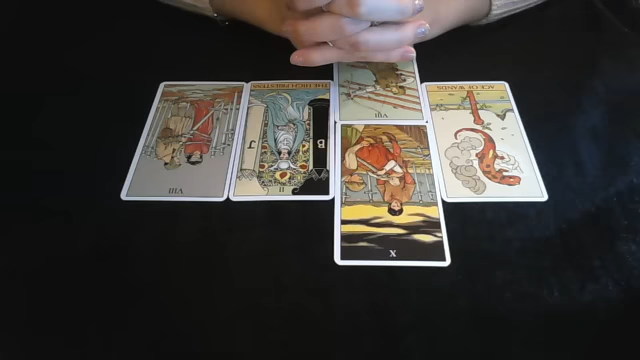 VIII
THE HIGH PRIESTESS
J
B
II
VIII
X
ACE OF WANDS